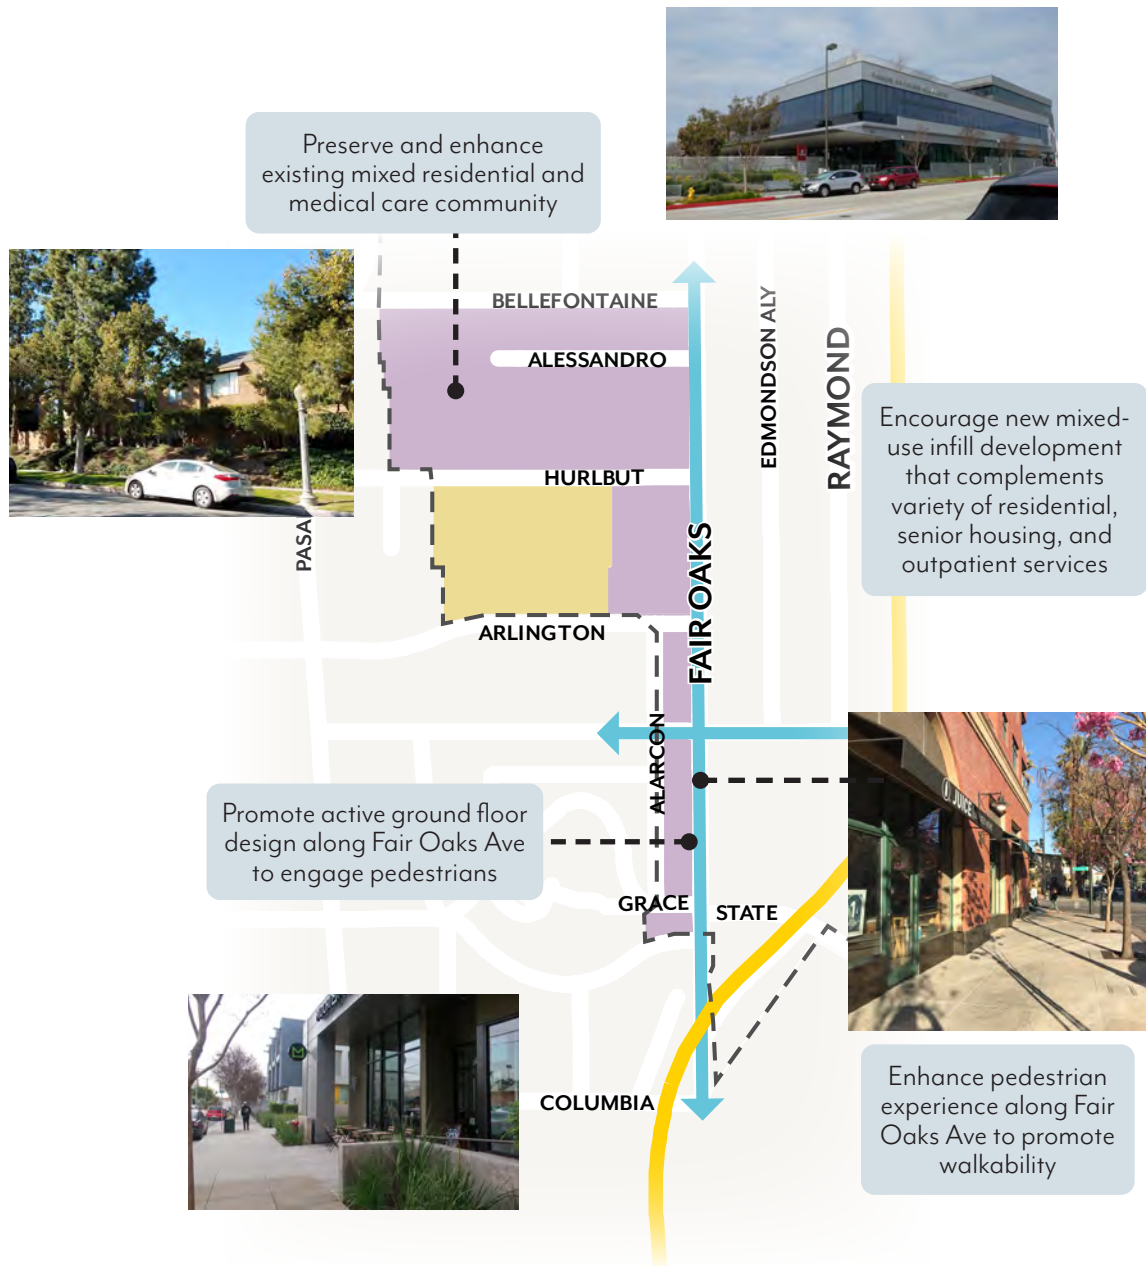 Preserve and enhance
existing mixed residential and
medical care community
BELLEFONTAINE
ALESSANDRO
EDMONDSON ALY
RAYMOND
Encourage new mixed-
use infill development
that complements
variety of residential,
senior housing, and
outpatient services
HURLBUT
PASA
FAIR OAKS
ARLINGTON
ALARCON
JUICE
Promote active ground floor
design along Fair Oaks Ave
to engage pedestrians
GRACE
STATE
COLUMBIA
Enhance pedestrian
experience along Fair
Oaks Ave to promote
walkability